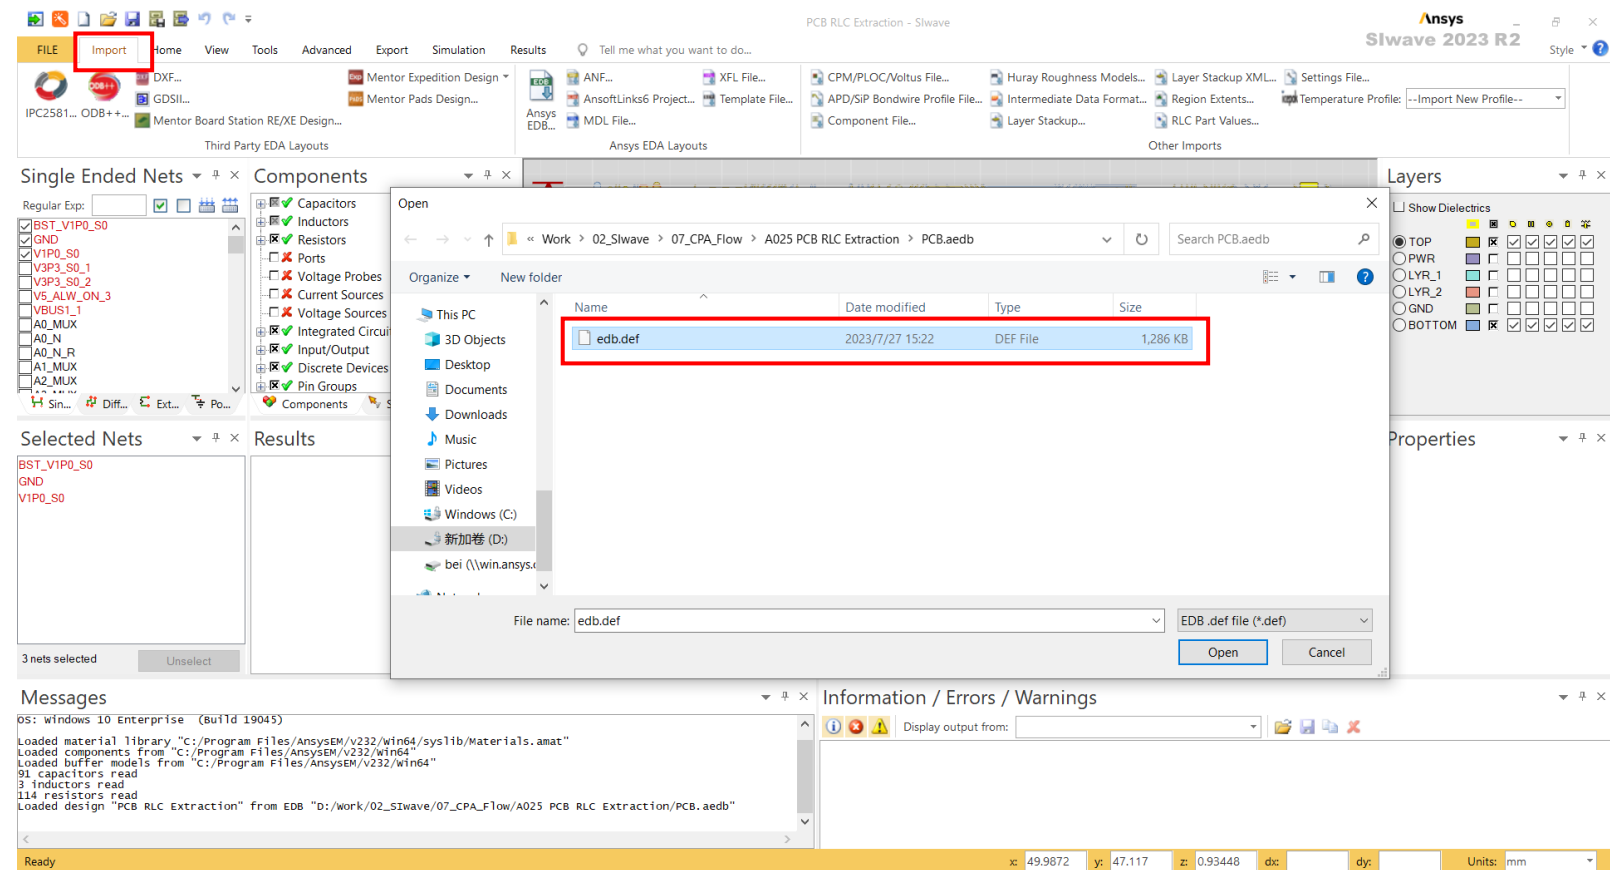 PCB RLC Extraction - SIwave
Ansys
SIwave 2023 R2
FILE Import Home View Tools Advanced Export Simulation Results Tell me what you want to do... Style
IPC2581... ODB++...
DXF...
GDSII...
Mentor Board Station RE/XE Design...
Mentor Expedition Design
Mentor Pads Design...
Third Party EDA Layouts
Ansys
EDB...
ANF...
AnsoftLinks6 Project...
MDL File...
XFL File...
Template File...
Ansys EDA Layouts
CPM/PLOC/Voltus File...
APD/SiP Bondwire Profile File...
Component File...
Huray Roughness Models...
Intermediate Data Format...
Layer Stackup...
Layer Stackup XML...
Region Extents...
RLC Part Values...
Settings File...
Temperature Profile: --Import New Profile--
Other Imports
Single Ended Nets
Regular Exp:
BST_V1P0_S0
GND
V1P0_S0
V3P3_S0_1
V3P3_S0_2
V5_ALW_ON_3
VBUS1_1
A0_MUX
A0_N
A0_N_R
A1_MUX
A2_MUX
Sin... Diff... Ext... Po...
Components
Capacitors
Inductors
Resistors
Ports
Voltage Probes
Current Sources
Voltage Sources
Integrated Circui
Input/Output
Discrete Devices
Pin Groups
Components S
Open
« Work > 02_SIwave > 07_CPA_Flow > A025 PCB RLC Extraction > PCB.aedb
Search PCB.aedb
Organize New folder
This PC
3D Objects
Desktop
Documents
Downloads
Music
Pictures
Videos
Windows (C:)
新加卷 (D:)
bei (\\win.ansys.c
Name Date modified Type Size
edb.def 2023/7/27 15:22 DEF File 1,286 KB
File name: edb.def EDB .def file (*.def)
Open Cancel
Layers
Show Dielectrics
TOP
PWR
LYR_1
LYR_2
GND
BOTTOM
Selected Nets
BST_V1P0_S0
GND
V1P0_S0
3 nets selected Unselect
Results
Properties
Messages
OS: Windows 10 Enterprise (Build 19045)
Loaded material library "C:/Program Files/AnsysEM/v232/Win64/syslib/Materials.amat"
Loaded components from "C:/Program Files/AnsysEM/v232/Win64"
Loaded buffer models from "C:/Program Files/AnsysEM/v232/Win64"
91 capacitors read
3 inductors read
114 resistors read
Loaded design "PCB RLC Extraction" from EDB "D:/Work/02_SIwave/07_CPA_Flow/A025 PCB RLC Extraction/PCB.aedb"
Information / Errors / Warnings
Display output from:
Ready x: 49.9872 y: 47.117 z: 0.93448 dx: dy: Units: mm